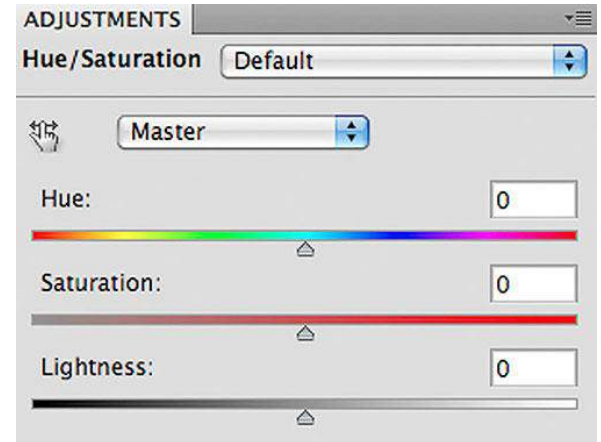 ADJUSTMENTS
Hue/Saturation Default
Master
Hue: 0
Saturation: 0
Lightness: 0